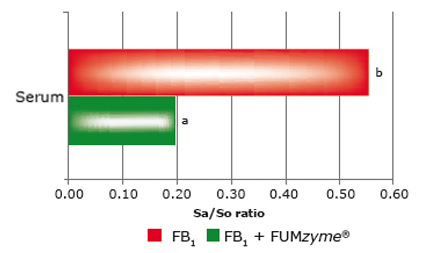 b
Serum
a
0.00 0.10 0.20 0.30 0.40 0.50 0.60
Sa/So ratio
FB₁ FB₁ + FUMzyme®